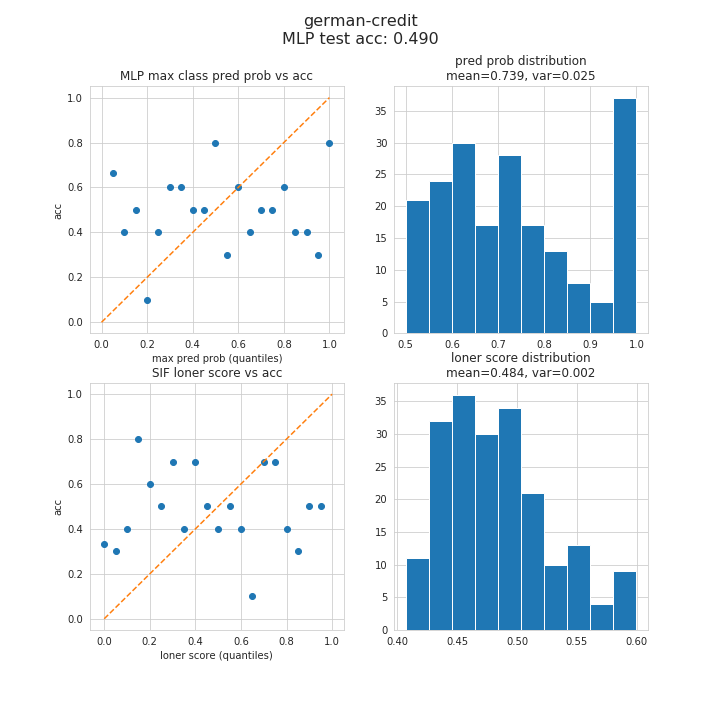 german-credit
MLP test acc: 0.490
MLP max class pred prob vs acc
1.0
0.8
0.6
0.4
0.2
0.0
acc
0.0 0.2 0.4 0.6 0.8 1.0
max pred prob (quantiles)
pred prob distribution
mean=0.739, var=0.025
35
30
25
20
15
10
5
0
0.5 0.6 0.7 0.8 0.9 1.0
SIF loner score vs acc
1.0
0.8
0.6
0.4
0.2
0.0
acc
0.0 0.2 0.4 0.6 0.8 1.0
loner score (quantiles)
loner score distribution
mean=0.484, var=0.002
35
30
25
20
15
10
5
0
0.40 0.45 0.50 0.55 0.60